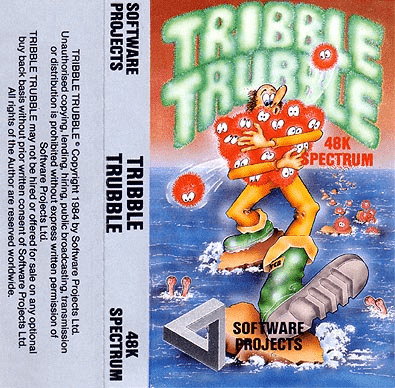 TRIBBLE TRUBBLE © Copyright 1984 by Software Projects Ltd.
Unauthorised copying, lending, hiring, public broadcasting, transmission
or distribution is prohibited without express written permission of
Software Projects Ltd.
TRIBBLE TRUBBLE may not be hired or offered for sale on any optional
buy back basis without prior written consent of Software Projects Ltd.
All rights of the Author are reserved worldwide.
SOFTWARE
PROJECTS
TRIBBLE
TRUBBLE
48K
SPECTRUM
TRIBBLE
TRUBBLE
48K
SPECTRUM
SOFTWARE
PROJECTS